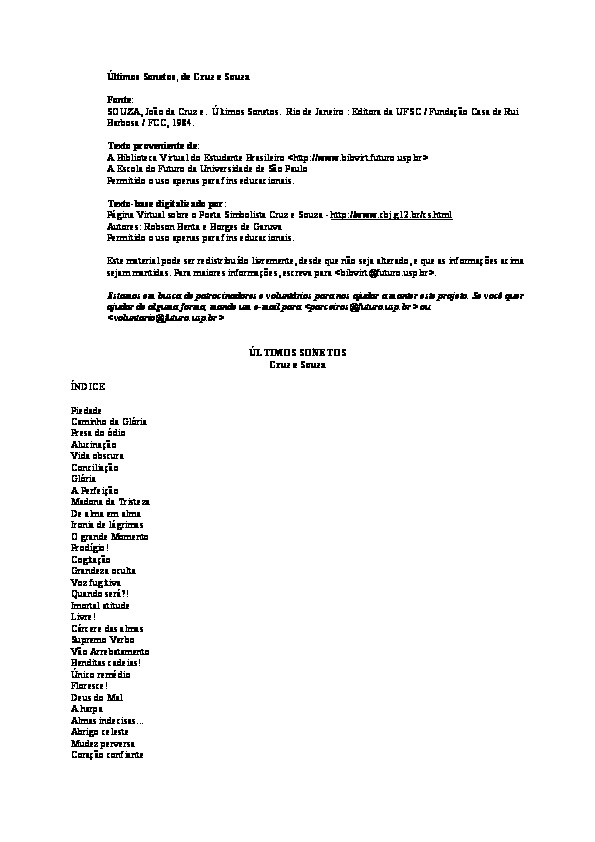 Últimos Sonetos, de Cruz e Souza
Fonte:
SOUZA, João da Cruz e. Últimos Sonetos. Rio de Janeiro : Editora da UFSC / Fundação Casa de Rui
Barbosa / FCC, 1984.
Texto proveniente de:
A Biblioteca Virtual do Estudante Brasileiro <http://www.bibvirt.futuro.usp.br>
A Escola do Futuro da Universidade de São Paulo
Permitido o uso apenas para fins educacionais.
Texto-base digitalizado por:
Página Virtual sobre o Poeta Simbolista Cruz e Souza - http://www.cbj.g12.br/cs.html
Autores: Robson Benta e Borges de Garuva
Permitido o uso apenas para fins educacionais.
Este material pode ser redistribuído livremente, desde que não seja alterado, e que as informações acima
sejam mantidas. Para maiores informações, escreva para <bibvirt@futuro.usp.br>.
Estamos em busca de patrocinadores e voluntários para nos ajudar a manter este projeto. Se você quer
ajudar de alguma forma, mande um e-mail para <parceiros@futuro.usp.br> ou
<voluntario@futuro.usp.br>
ÚLTIMOS SONETOS
Cruz e Souza
ÍNDICE
Piedade
Caminho da Glória
Presa do ódio
Alucinação
Vida obscura
Conciliação
Glória
A Perfeição
Madona da Tristeza
De alma em alma
Ironia de lágrimas
O grande Momento
Prodígio!
Cogitação
Grandeza oculta
Voz fugitiva
Quando será?!
Imortal atitude
Livre!
Cárcere das almas
Supremo Verbo
Vão Arrebatamento
Benditas cadeias!
Único remédio
Floresce!
Deus do Mal
A harpa
Almas indecisas...
Abrigo celeste
Mudez perversa
Coração confiante